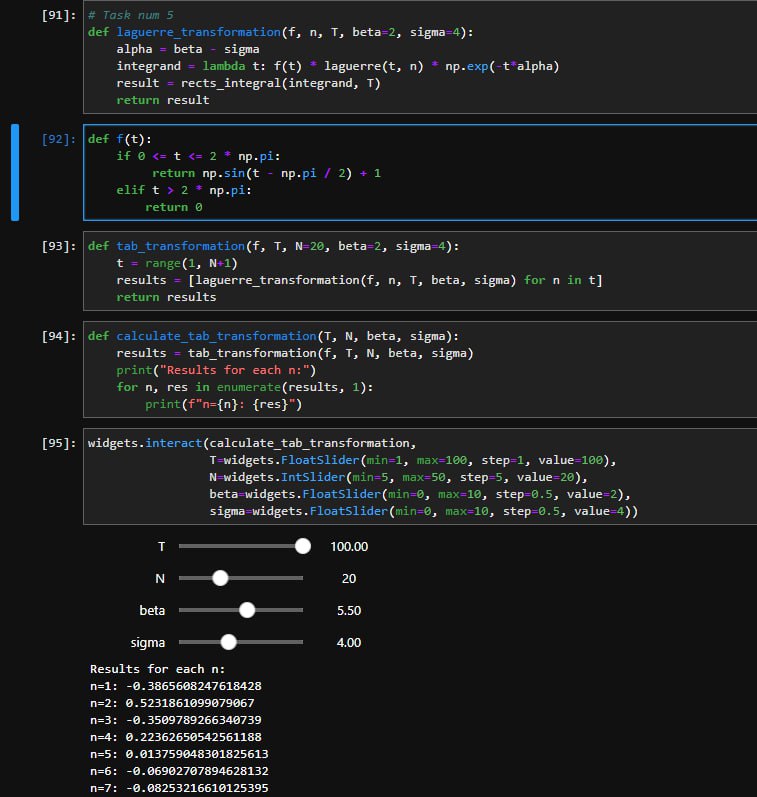 [91]: # Task num 5
def laguerre_transformation(f, n, T, beta=2, sigma=4):
    alpha = beta - sigma
    integrand = lambda t: f(t) * laguerre(t, n) * np.exp(-t*alpha)
    result = rects_integral(integrand, T)
    return result
[92]: def f(t):
    if 0 <= t <= 2 * np.pi:
         return np.sin(t - np.pi / 2) + 1
    elif t > 2 * np.pi:
        return 0
[93]: def tab_transformation(f, T, N=20, beta=2, sigma=4):
    t = range(1, N+1)
    results = [laguerre_transformation(f, n, T, beta, sigma) for n in t]
    return results
[94]: def calculate_tab_transformation(T, N, beta, sigma):
    results = tab_transformation(f, T, N, beta, sigma)
    print("Results for each n:")
    for n, res in enumerate(results, 1):
        print(f"n={n}: {res}")
[95]: widgets.interact(calculate_tab_transformation,
                 T=widgets.FloatSlider(min=1, max=100, step=1, value=100),
                 N=widgets.IntSlider(min=5, max=50, step=5, value=20),
                 beta=widgets.FloatSlider(min=0, max=10, step=0.5, value=2),
                 sigma=widgets.FloatSlider(min=0, max=10, step=0.5, value=4))
T 100.00
N 20
beta 5.50
sigma 4.00
Results for each n:
n=1: -0.3865608247618428
n=2: 0.5231861099079067
n=3: -0.3509789266340739
n=4: 0.22362650542561188
n=5: 0.013759048301825613
n=6: -0.06902707894628132
n=7: -0.08253216610125395